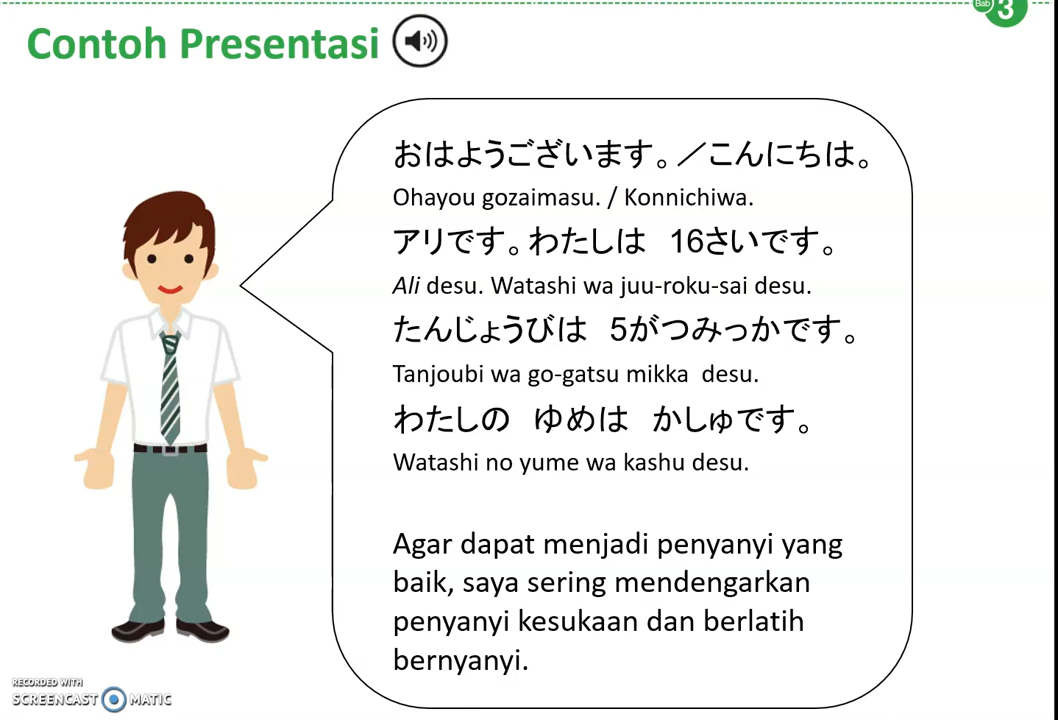 Bab 3
Contoh Presentasi
おはようございます。／こんにちは。
Ohayou gozaimasu. / Konnichiwa.
アリです。わたしは　16さいです。
Ali desu. Watashi wa juu-roku-sai desu.
たんじょうびは　5がつみっかです。
Tanjoubi wa go-gatsu mikka  desu.
わたしの　ゆめは　かしゅです。
Watashi no yume wa kashu desu.
Agar dapat menjadi penyanyi yang
baik, saya sering mendengarkan
penyanyi kesukaan dan berlatih
bernyanyi.
RECORDED WITH
SCREENCAST MATIC